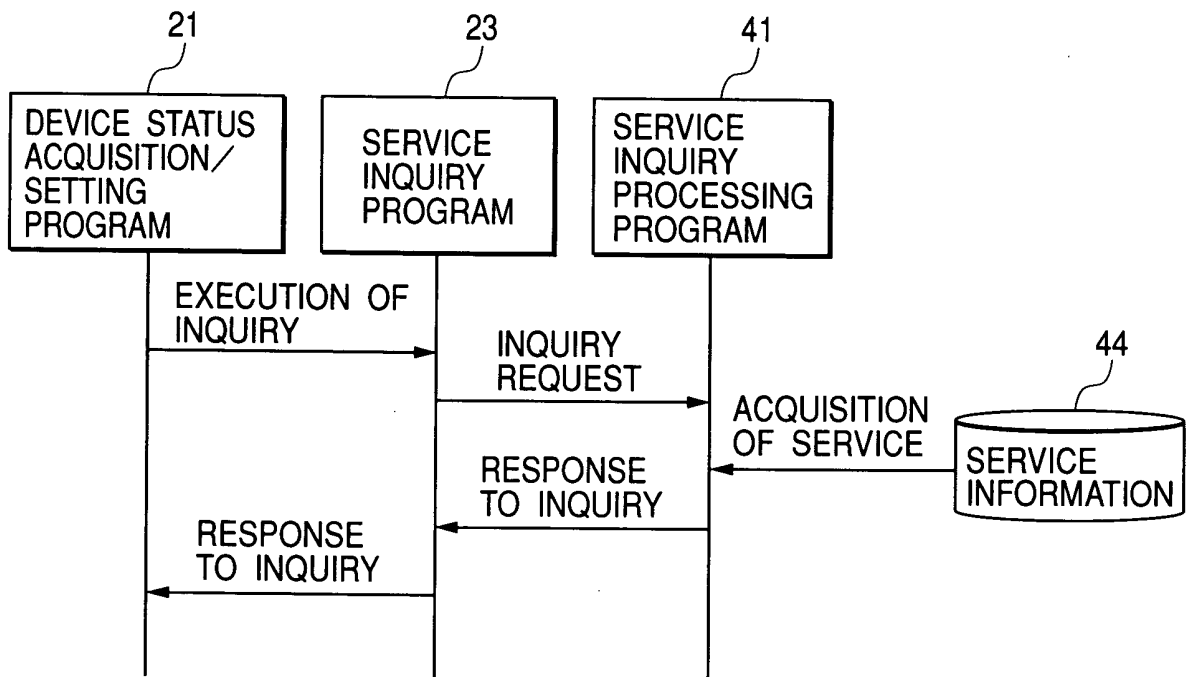 21
23
41
DEVICE STATUS
ACQUISITION/
SETTING
PROGRAM
SERVICE
INQUIRY
PROGRAM
SERVICE
INQUIRY
PROCESSING
PROGRAM
EXECUTION OF
INQUIRY
INQUIRY
REQUEST
44
ACQUISITION
OF SERVICE
SERVICE
INFORMATION
RESPONSE
TO INQUIRY
RESPONSE
TO INQUIRY